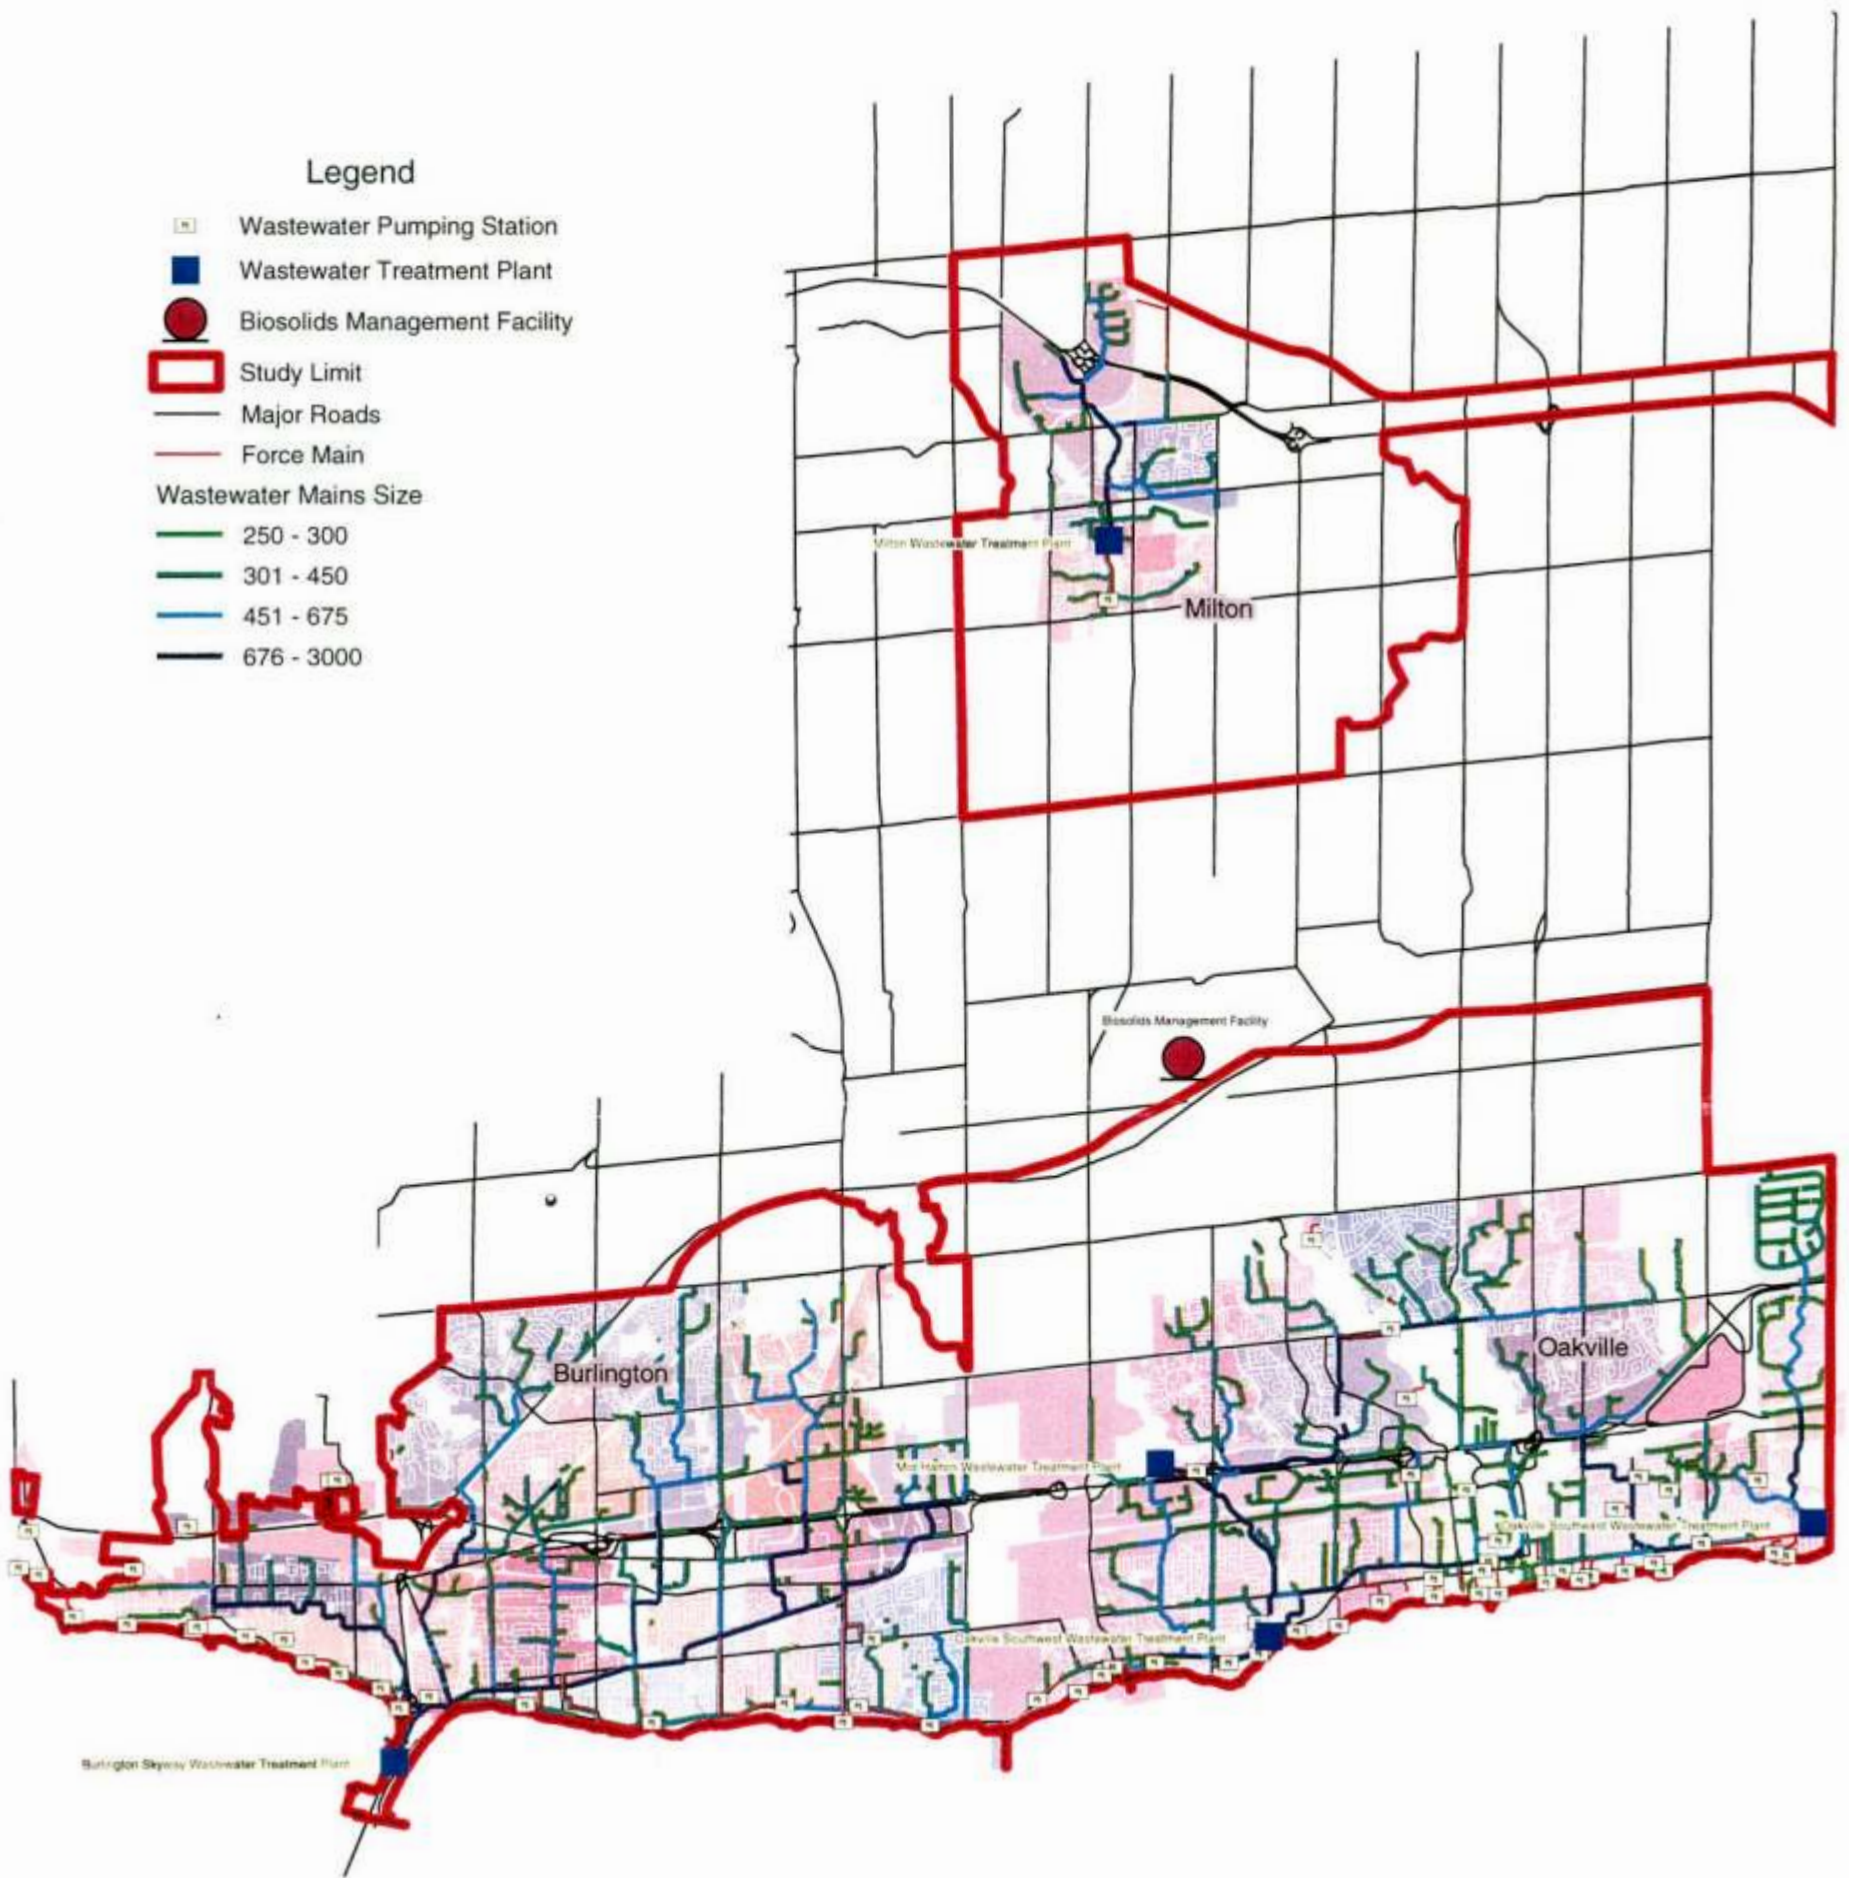 Legend
Wastewater Pumping Station
Wastewater Treatment Plant
Biosolids Management Facility
Study Limit
Major Roads
Force Main
Wastewater Mains Size
250 - 300
301 - 450
451 - 675
676 - 3000
Milton Wastewater Treatment Plant
Milton
Biosolids Management Facility
Oakville
Burlington
Mid Halton Wastewater Treatment Plant
Oakville Southeast Wastewater Treatment Plant
Oakville Southwest Wastewater Treatment Plant
Burlington Skyway Wastewater Treatment Plant